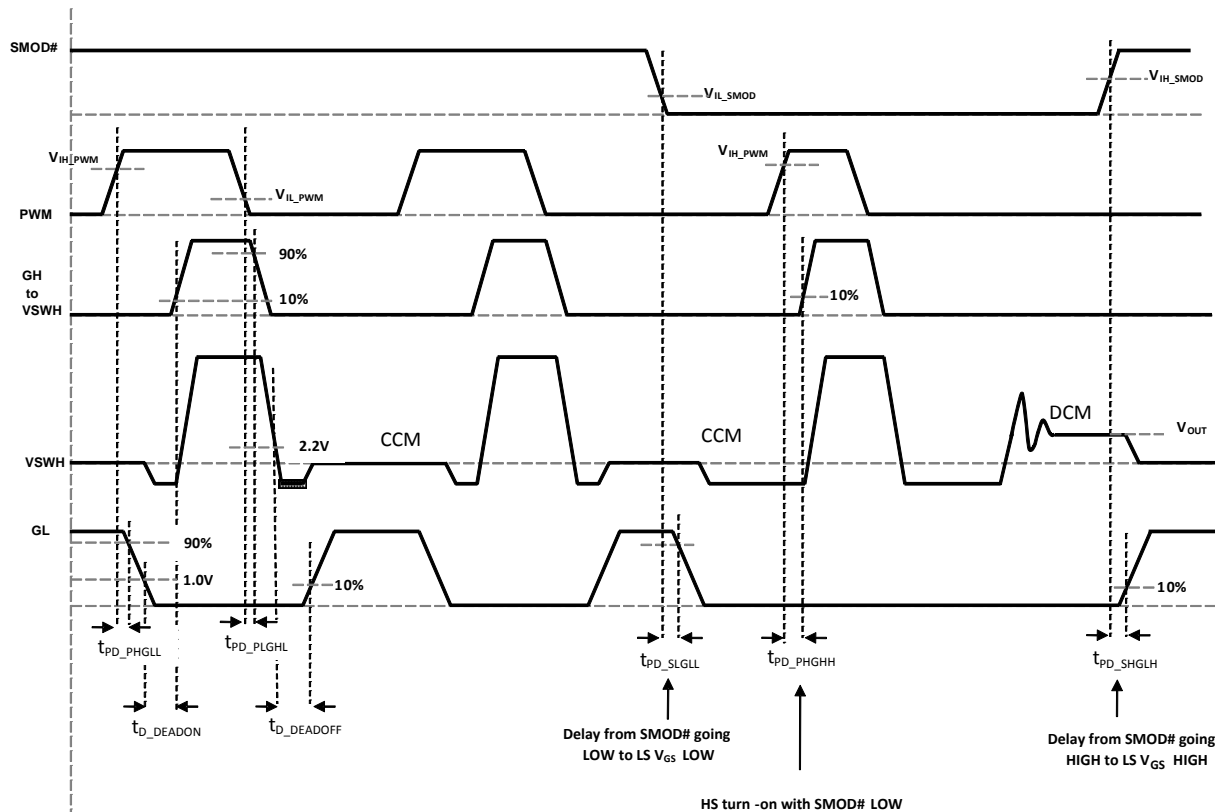 SMOD#
V_IL_SMOD
V_IH_SMOD
V_IH_PWM
V_IH_PWM
V_IL_PWM
PWM
90%
GH
to
VSWH
10%
10%
CCM
CCM
DCM
2.2V
V_OUT
VSWH
GL
90%
1.0V
10%
10%
t_PD_PHGLL
t_PD_PLGHL
t_PD_SLGLL
t_PD_PHGHH
t_PD_SHGLH
t_D_DEADON
t_D_DEADOFF
Delay from SMOD# going
LOW to LS V_GS LOW
Delay from SMOD# going
HIGH to LS V_GS HIGH
HS turn -on with SMOD# LOW